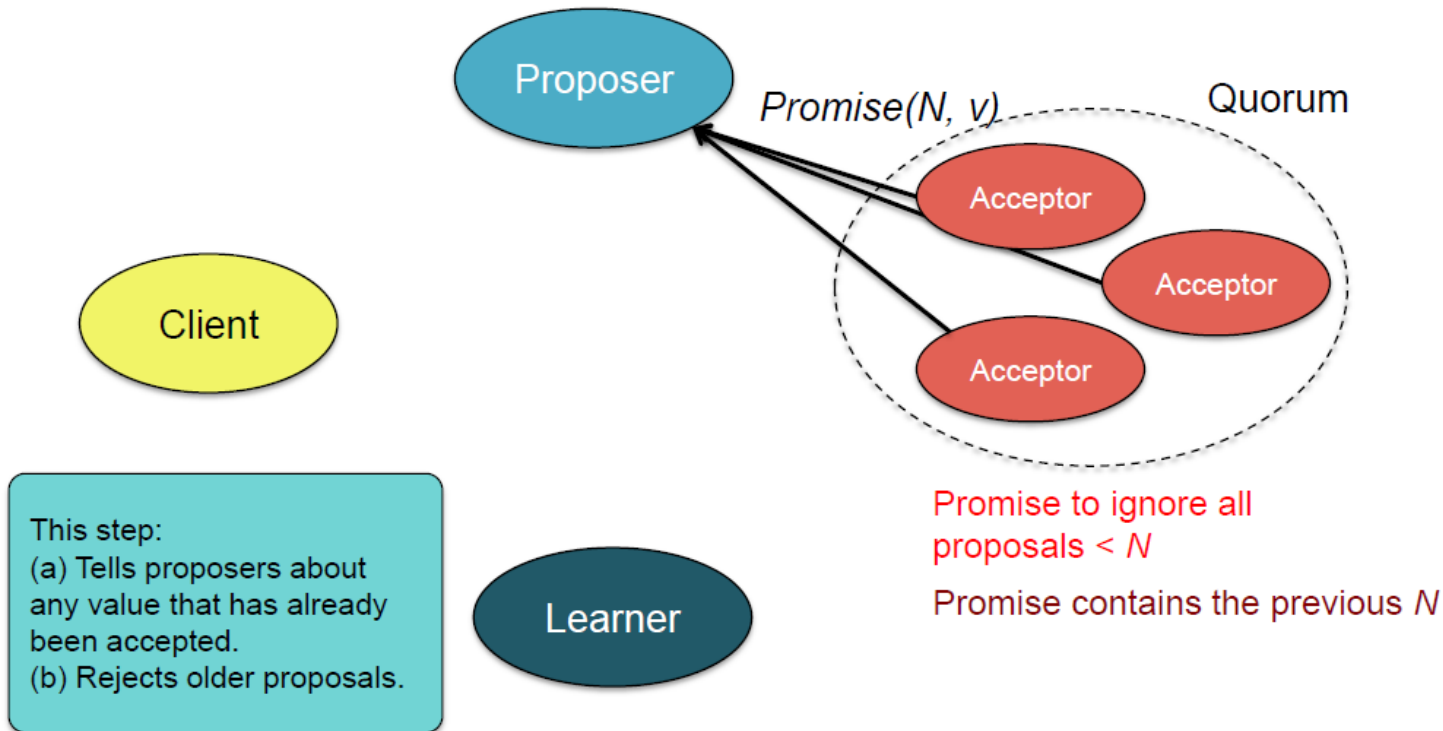 Proposer
Promise(N, v)
Quorum
Acceptor
Acceptor
Acceptor
Client
Promise to ignore all
proposals < N
Promise contains the previous N
This step:
(a) Tells proposers about
any value that has already
been accepted.
(b) Rejects older proposals.
Learner